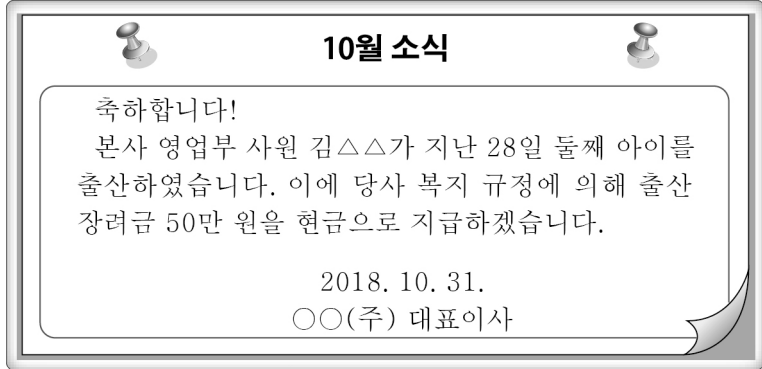 10월 소식
축하합니다!
본사 영업부 사원 김△△가 지난 28일 둘째 아이를
출산하였습니다. 이에 당사 복지 규정에 의해 출산
장려금 50만 원을 현금으로 지급하겠습니다.
2018. 10. 31.
○○(주) 대표이사